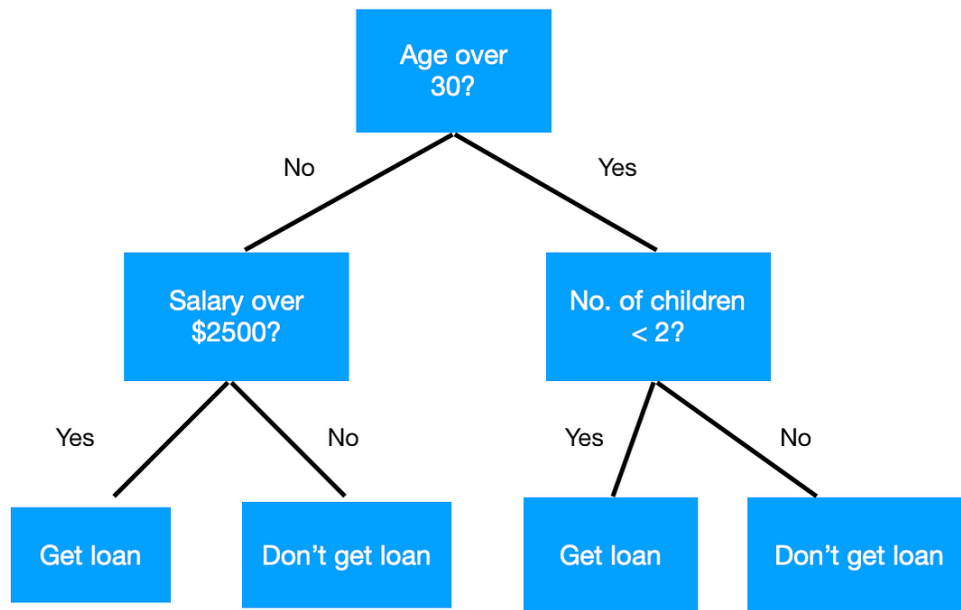 Age over
30?
No
Yes
Salary over
$2500?
No. of children
< 2?
Yes
No
Yes
No
Get loan
Don’t get loan
Get loan
Don’t get loan